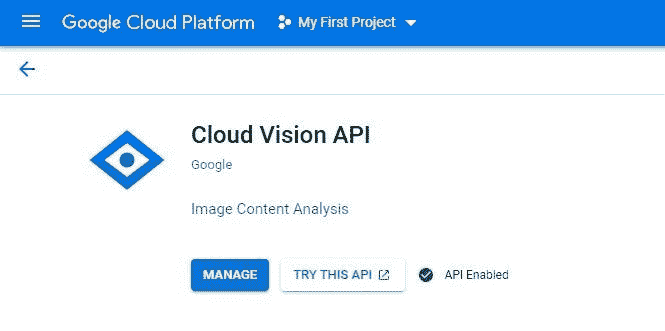 Google Cloud Platform My First Project
Cloud Vision API
Google
Image Content Analysis
MANAGE TRY THIS API API Enabled